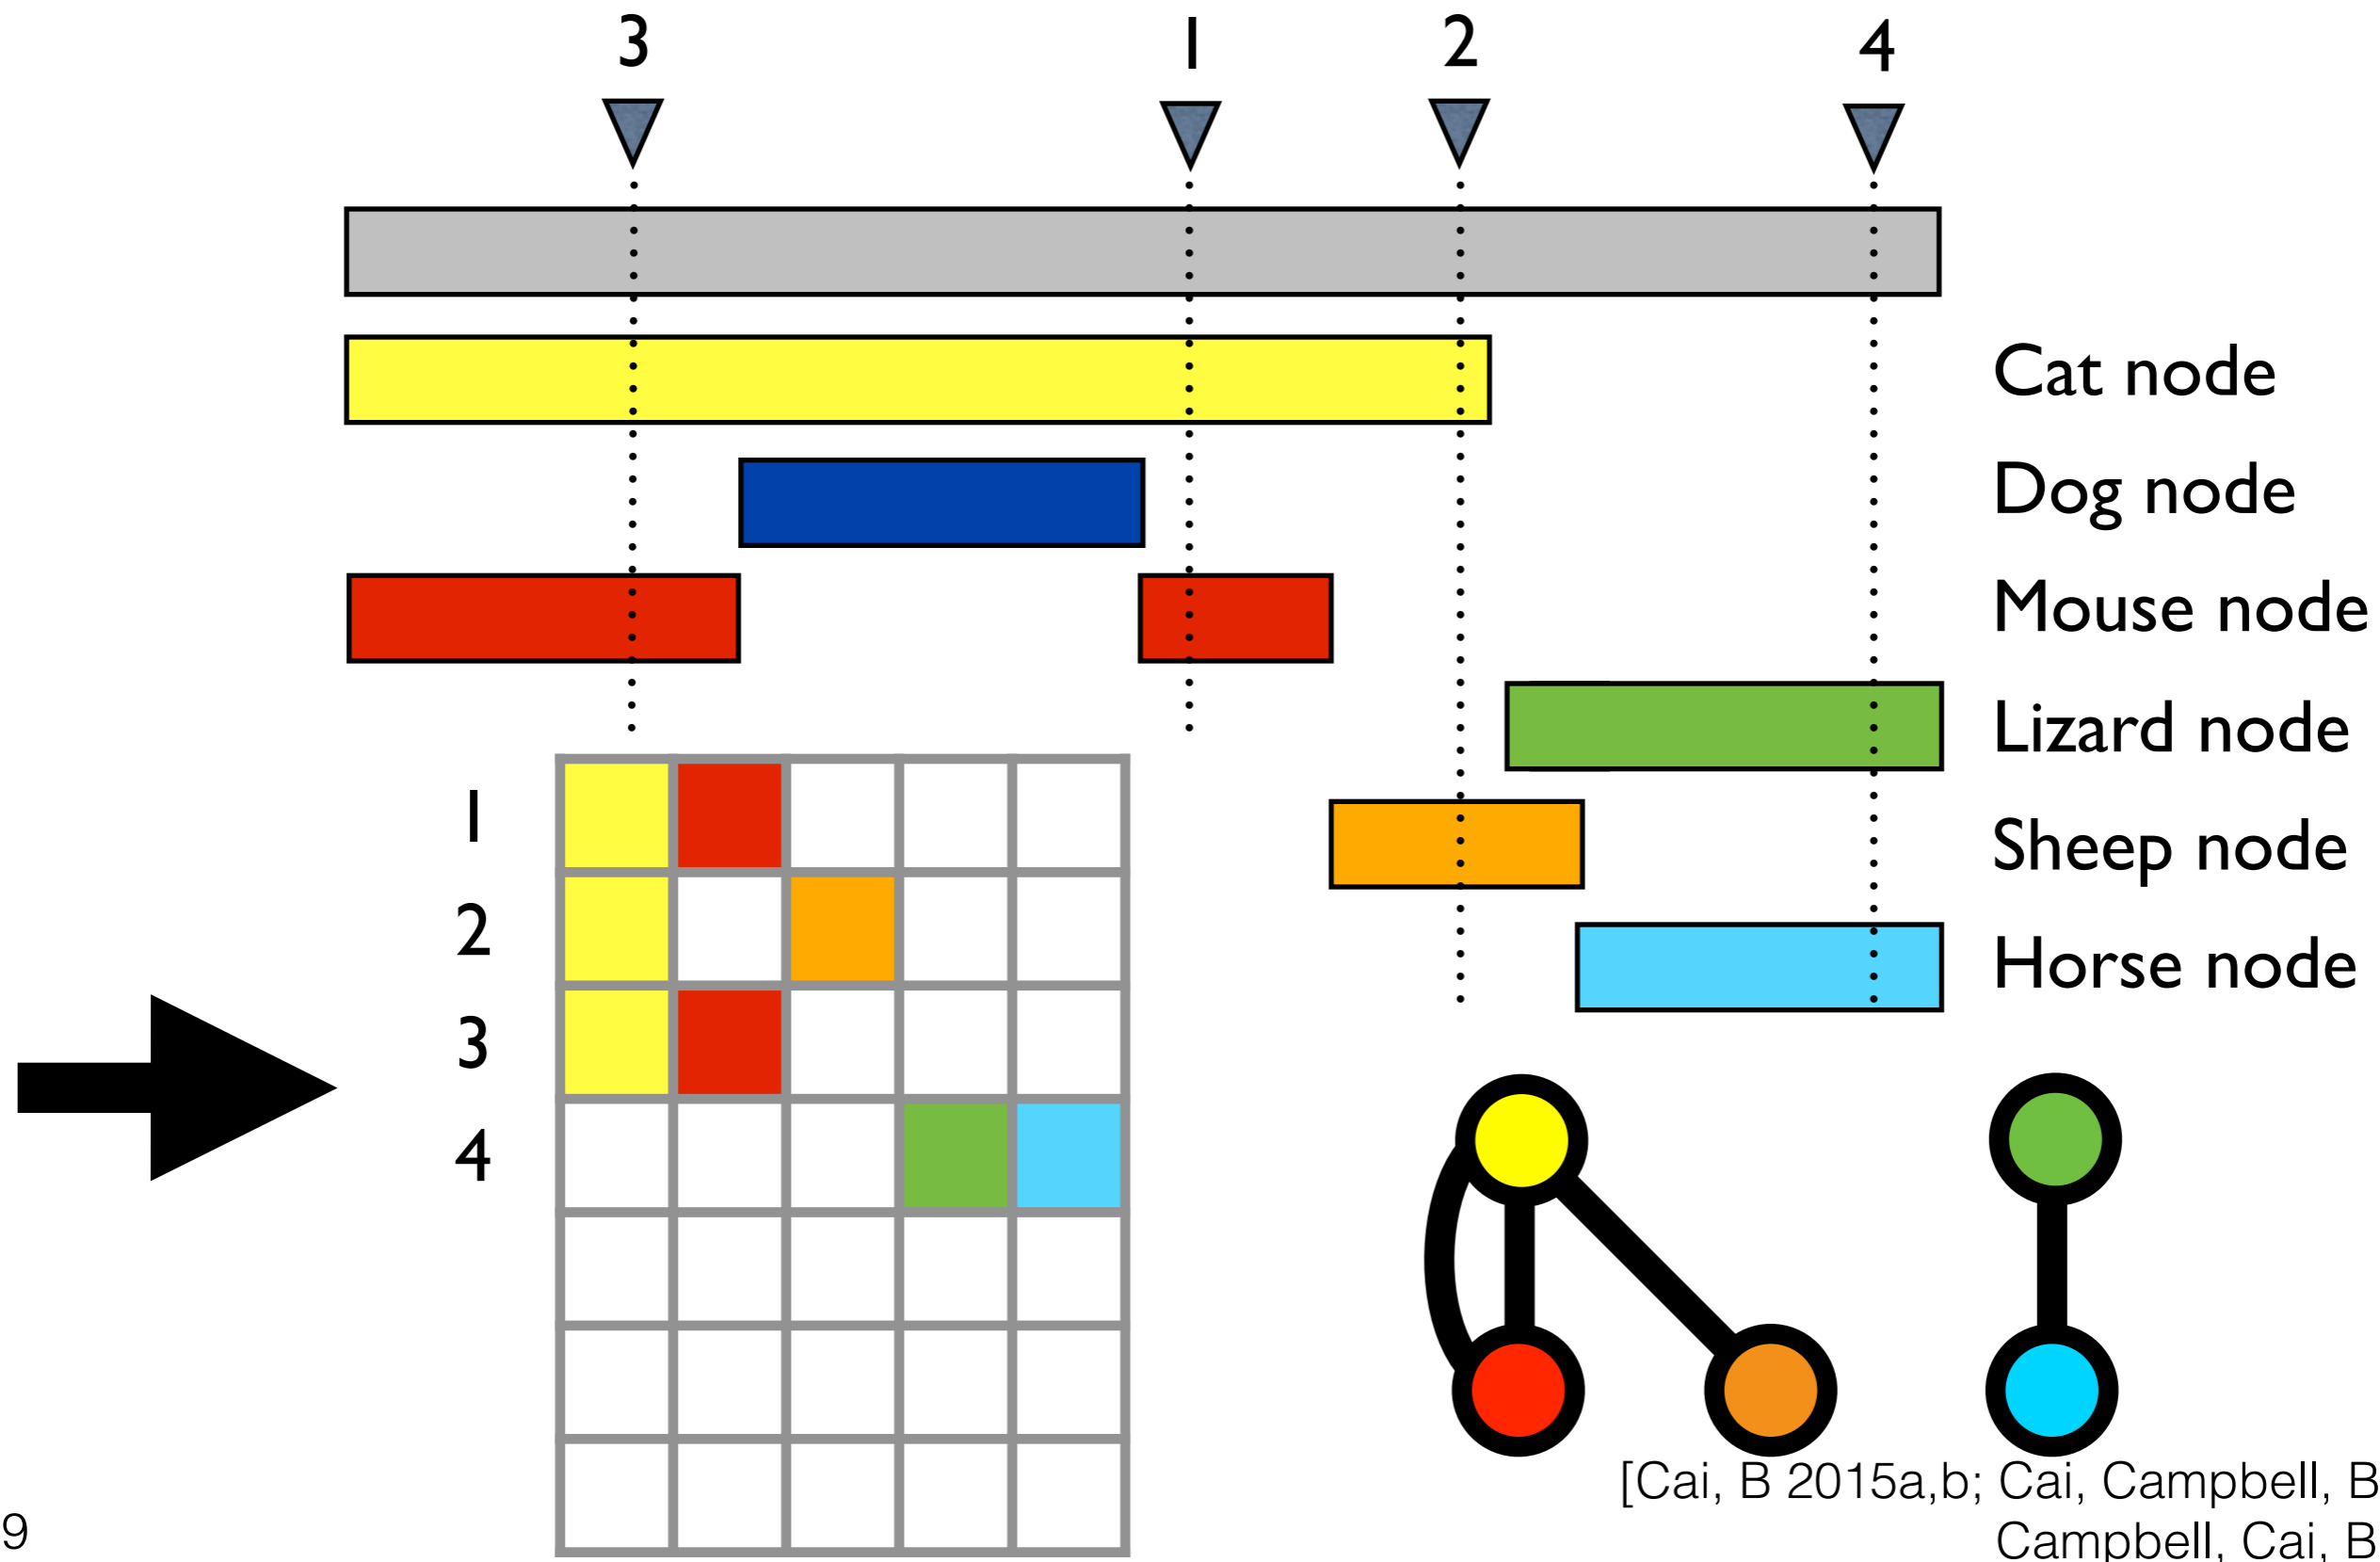 3 1 2 4
Cat node
Dog node
Mouse node
Lizard node
Sheep node
Horse node
1
2
3
4
[Cai, B 2015a,b; Cai, Campbell, B
Campbell, Cai, B
9